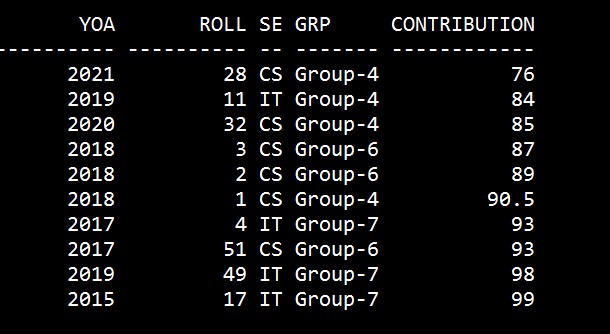 YOA ROLL SE GRP CONTRIBUTION
---------- ---------- -- ------- ------------
2021 28 CS Group-4 76
2019 11 IT Group-4 84
2020 32 CS Group-4 85
2018 3 CS Group-6 87
2018 2 CS Group-6 89
2018 1 CS Group-4 90.5
2017 4 IT Group-7 93
2017 51 CS Group-6 93
2019 49 IT Group-7 98
2015 17 IT Group-7 99